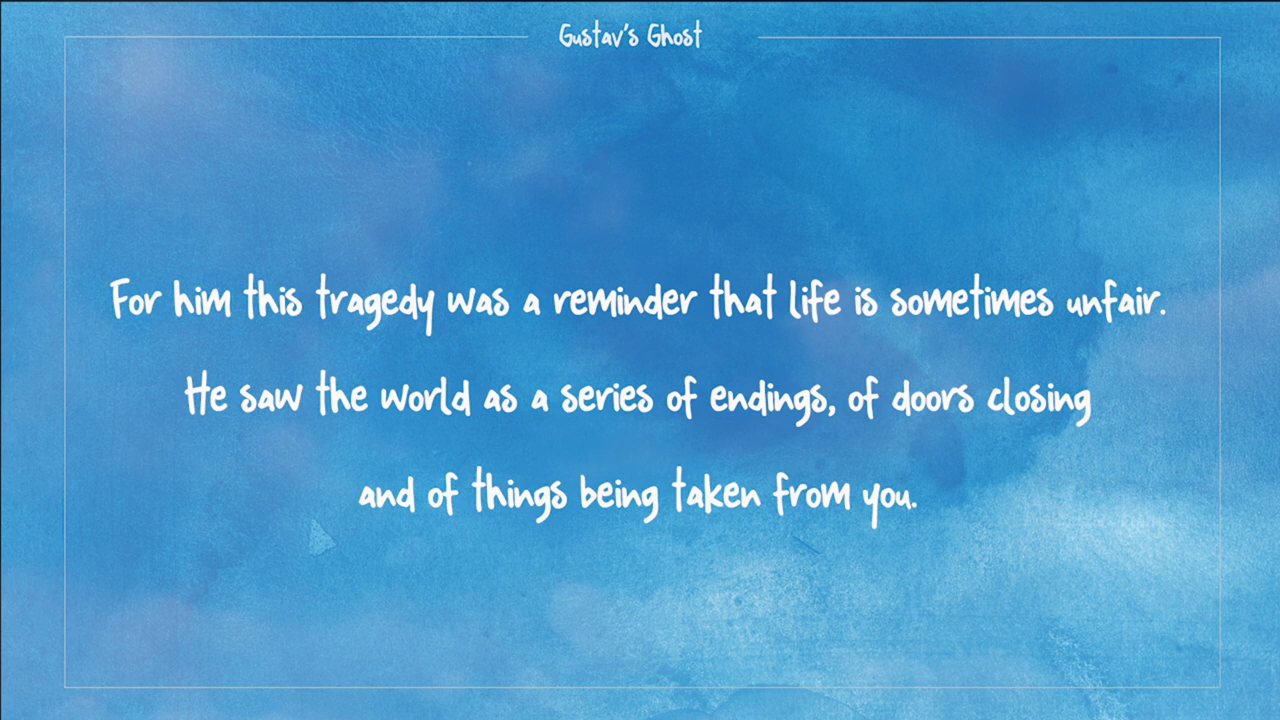 Gustav's Ghost
For him this tragedy was a reminder that life is sometimes unfair.
He saw the world as a series of endings, of doors closing
and of things being taken from you.